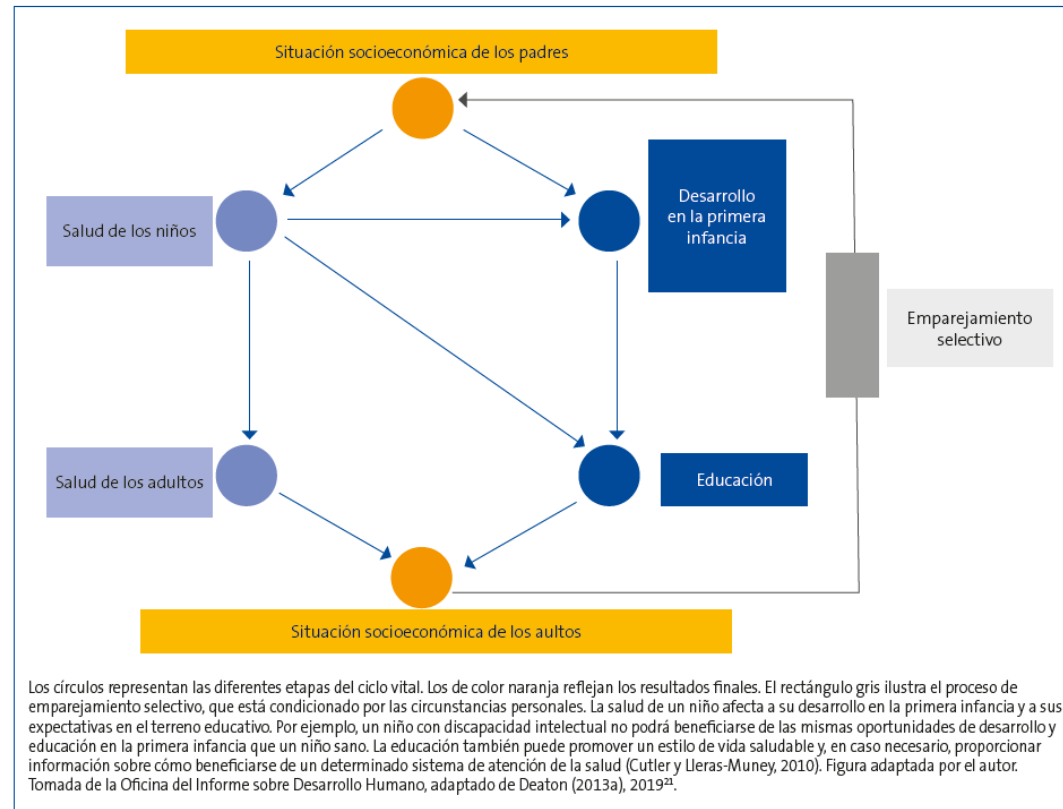 Situación socioeconómica de los padres
Salud de los niños
Desarrollo
en la primera
infancia
Emparejamiento
selectivo
Salud de los adultos
Educación
Situación socioeconómica de los aultos
Los círculos representan las diferentes etapas del ciclo vital. Los de color naranja reflejan los resultados finales. El rectángulo gris ilustra el proceso de
emparejamiento selectivo, que está condicionado por las circunstancias personales. La salud de un niño afecta a su desarrollo en la primera infancia y a sus
expectativas en el terreno educativo. Por ejemplo, un niño con discapacidad intelectual no podrá beneficiarse de las mismas oportunidades de desarrollo y
educación en la primera infancia que un niño sano. La educación también puede promover un estilo de vida saludable y, en caso necesario, proporcionar
información sobre cómo beneficiarse de un determinado sistema de atención de la salud (Cutler y Lleras-Muney, 2010). Figura adaptada por el autor.
Tomada de la Oficina del Informe sobre Desarrollo Humano, adaptado de Deaton (2013a), 2019²¹.